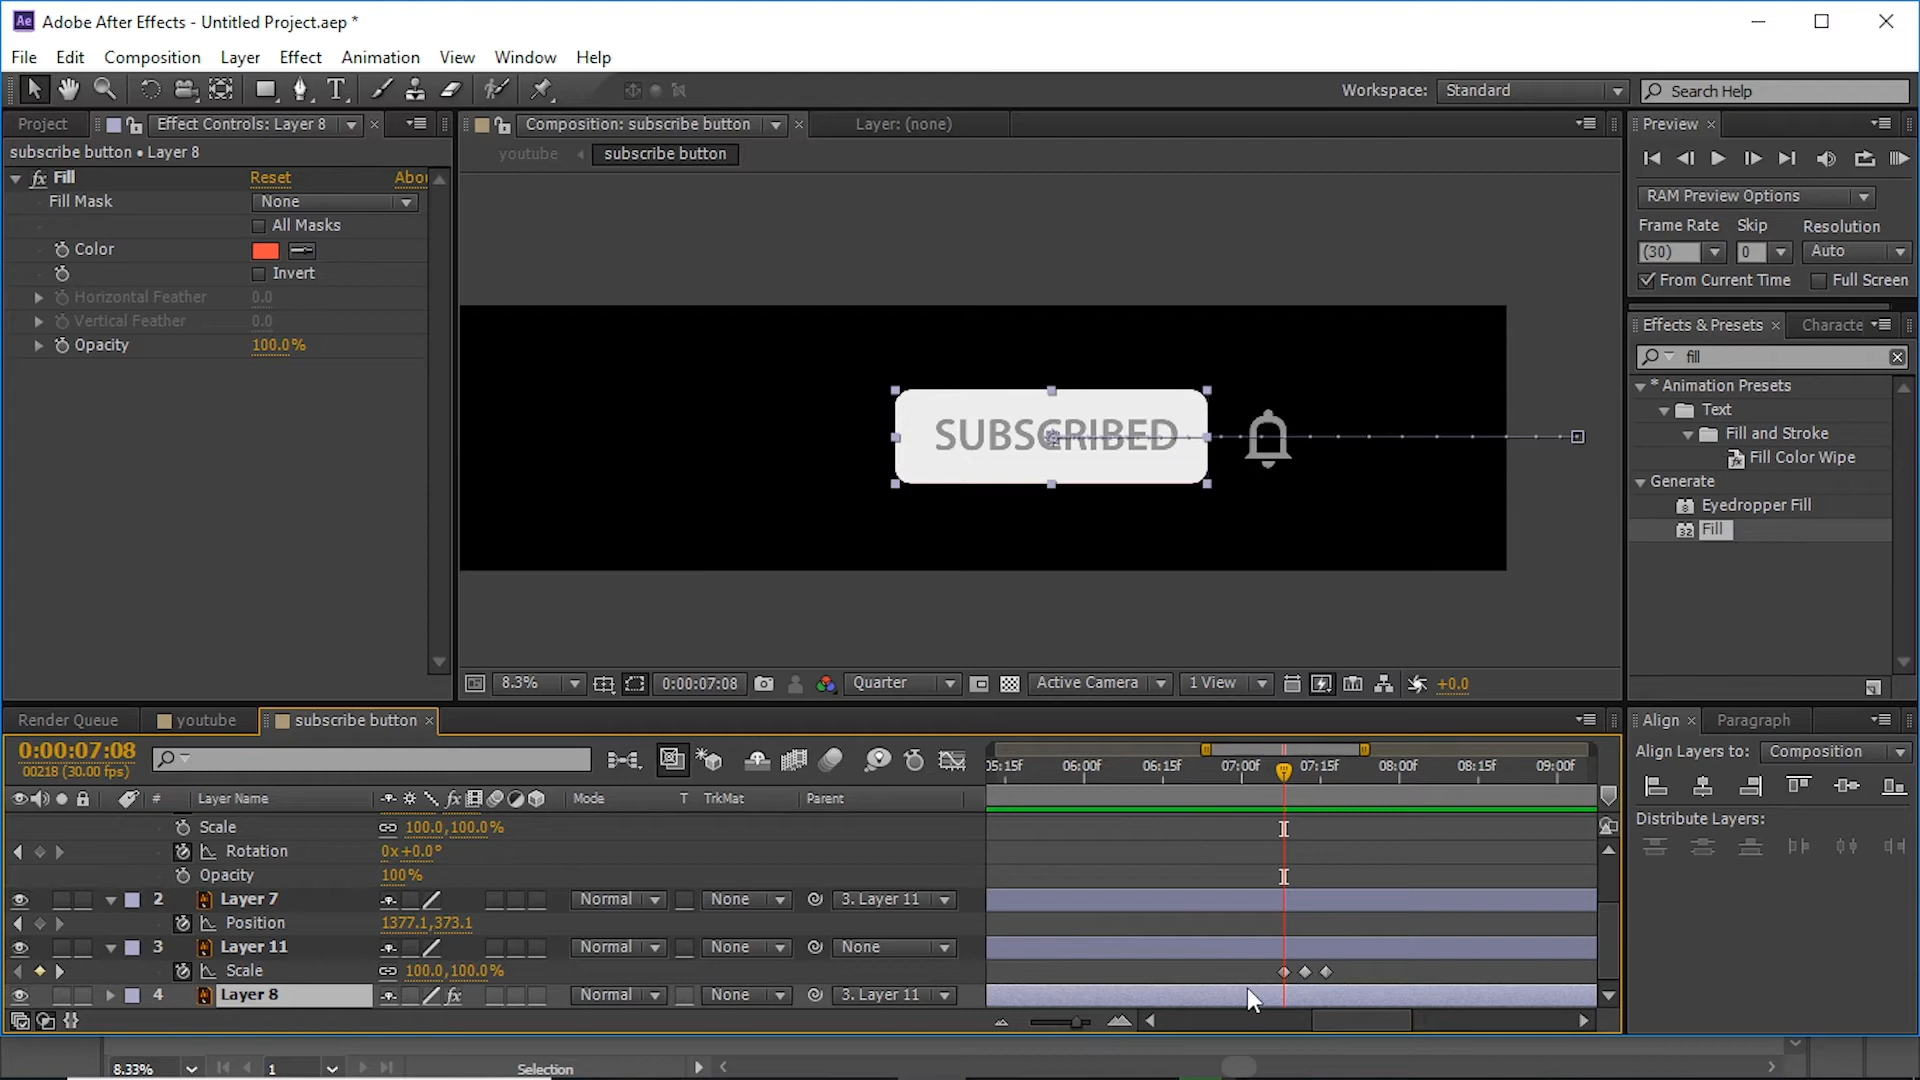 Ae Adobe After Effects - Untitled Project.aep *
File Edit Composition Layer Effect Animation View Window Help
Workspace: Standard Search Help
Project Effect Controls: Layer 8
Composition: subscribe button Layer: (none)
Preview
subscribe button • Layer 8
youtube subscribe button
fx Fill Reset Abou
Fill Mask None
All Masks
Color
Invert
Horizontal Feather 0.0
Vertical Feather 0.0
Opacity 100.0%
RAM Preview Options
Frame Rate Skip Resolution
(30) 0 Auto
From Current Time Full Screen
Effects & Presets Characte
fill
* Animation Presets
Text
Fill and Stroke
Fill Color Wipe
Generate
Eyedropper Fill
Fill
SUBSCRIBED
8.3% 0:00:07:08 Quarter Active Camera 1 View +0.0
Render Queue youtube subscribe button
Align Paragraph
0:00:07:08
00218 (30.00 fps)
05:15f 06:00f 06:15f 07:00f 07:15f 08:00f 08:15f 09:00f
Align Layers to: Composition
Distribute Layers:
# Layer Name fx Mode T TrkMat Parent
Scale 100.0,100.0%
Rotation 0x+0.0°
Opacity 100%
2 Layer 7 Normal None 3. Layer 11
Position 1377.1,373.1
3 Layer 11 Normal None None
Scale 100.0,100.0%
4 Layer 8 fx Normal None 3. Layer 11
8.33% 1 Selection